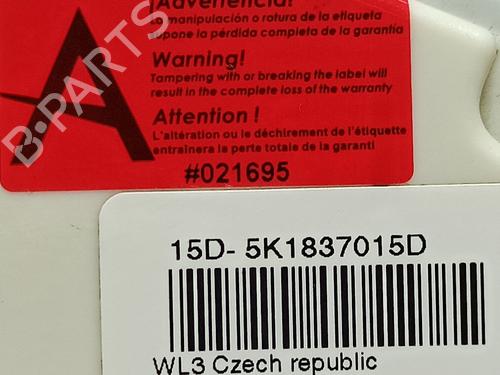 ¡Advertencia!
La manipulación o rotura de la etiqueta
supone la pérdida completa de la garantía
Warning!
Tampering with or breaking the label will
result in the complete loss of the warranty
Attention !
L'altération ou le déchirement de l'étiquette
entraînera la perte totale de la garanti
#021695
B-PARTS
15D- 5K1837015D
WL3 Czech republic